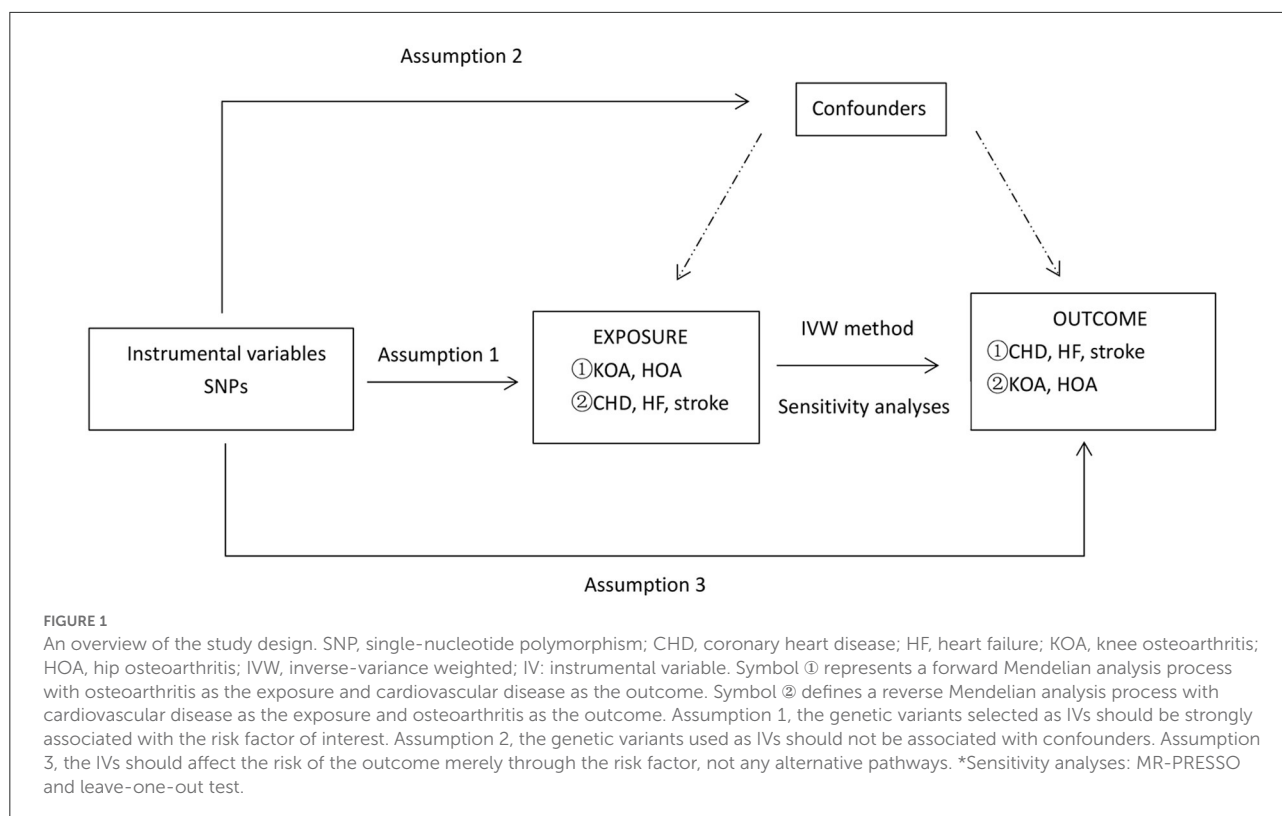 Assumption 2
Confounders
Instrumental variables
SNPs
Assumption 1
EXPOSURE
①KOA, HOA
②CHD, HF, stroke
IVW method
Sensitivity analyses
OUTCOME
①CHD, HF, stroke
②KOA, HOA
Assumption 3
FIGURE 1
An overview of the study design. SNP, single-nucleotide polymorphism; CHD, coronary heart disease; HF, heart failure; KOA, knee osteoarthritis;
HOA, hip osteoarthritis; IVW, inverse-variance weighted; IV: instrumental variable. Symbol ① represents a forward Mendelian analysis process
with osteoarthritis as the exposure and cardiovascular disease as the outcome. Symbol ② defines a reverse Mendelian analysis process with
cardiovascular disease as the exposure and osteoarthritis as the outcome. Assumption 1, the genetic variants selected as IVs should be strongly
associated with the risk factor of interest. Assumption 2, the genetic variants used as IVs should not be associated with confounders. Assumption
3, the IVs should affect the risk of the outcome merely through the risk factor, not any alternative pathways. *Sensitivity analyses: MR-PRESSO
and leave-one-out test.